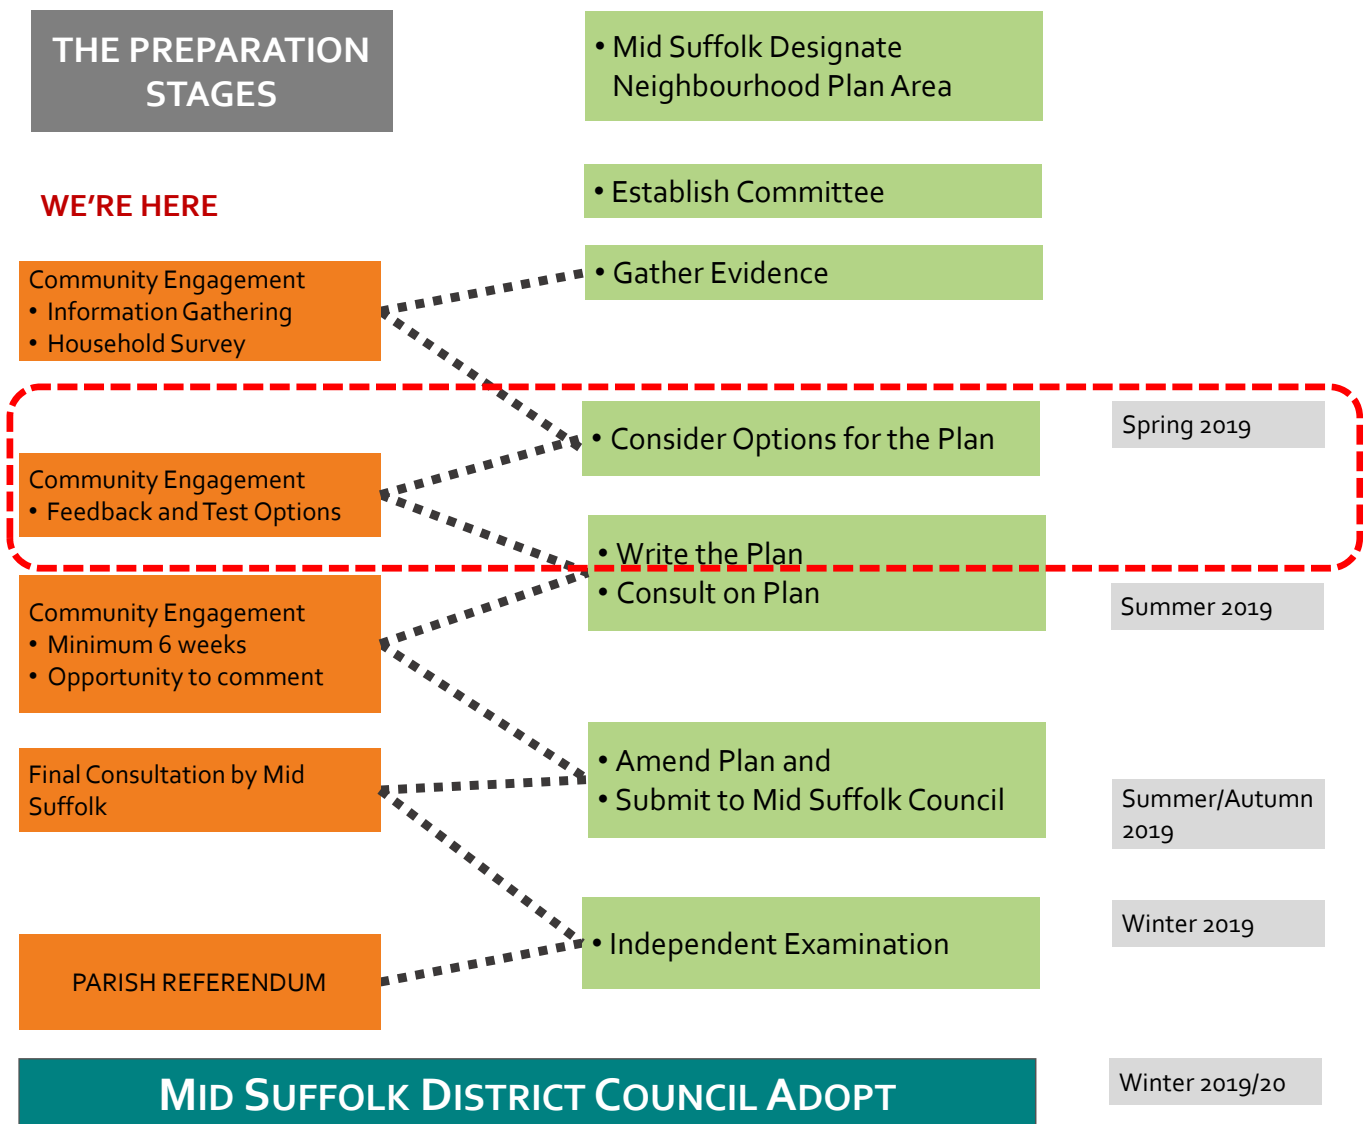 THE PREPARATION
STAGES
• Mid Suffolk Designate
Neighbourhood Plan Area
• Establish Committee
WE'RE HERE
Community Engagement
• Information Gathering
• Household Survey
• Gather Evidence
• Consider Options for the Plan
Spring 2019
Community Engagement
• Feedback and Test Options
• Write the Plan
• Consult on Plan
Summer 2019
Community Engagement
• Minimum 6 weeks
• Opportunity to comment
Final Consultation by Mid
Suffolk
• Amend Plan and
• Submit to Mid Suffolk Council
Summer/Autumn
2019
• Independent Examination
Winter 2019
PARISH REFERENDUM
MID SUFFOLK DISTRICT COUNCIL ADOPT
Winter 2019/20